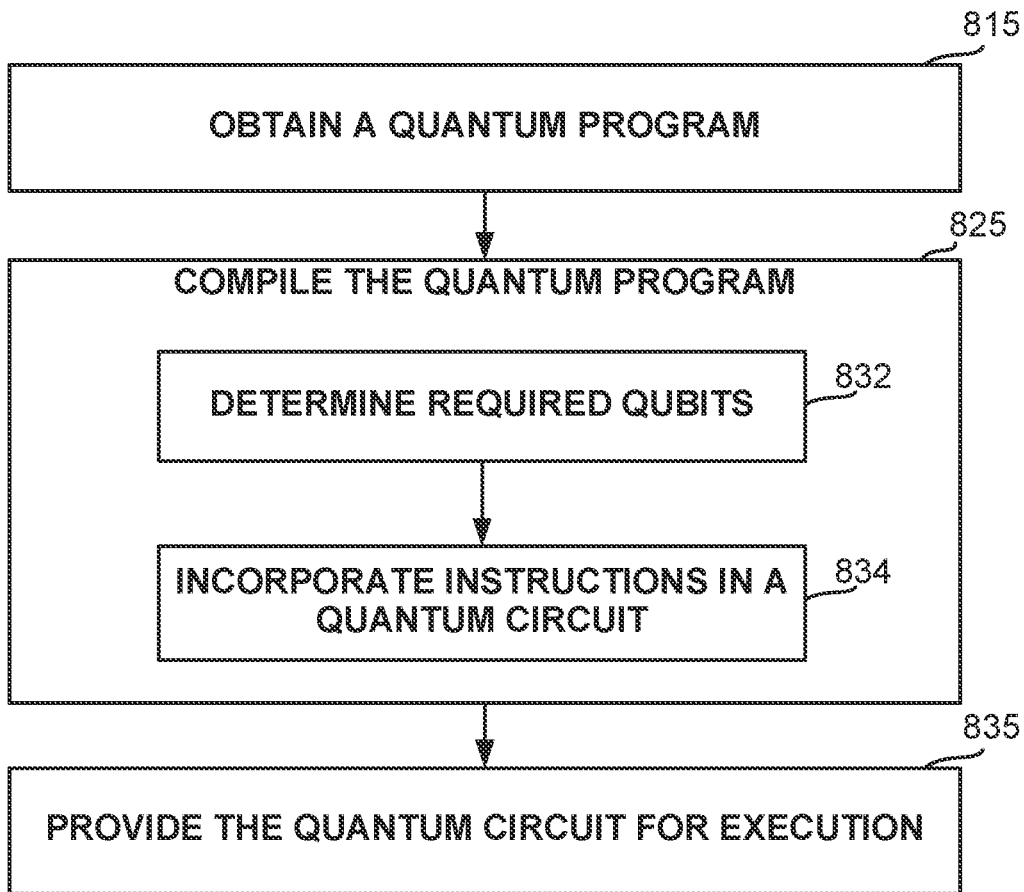 815
OBTAIN A QUANTUM PROGRAM
825
COMPILE THE QUANTUM PROGRAM
DETERMINE REQUIRED QUBITS
832
INCORPORATE INSTRUCTIONS IN A
QUANTUM CIRCUIT
834
835
PROVIDE THE QUANTUM CIRCUIT FOR EXECUTION